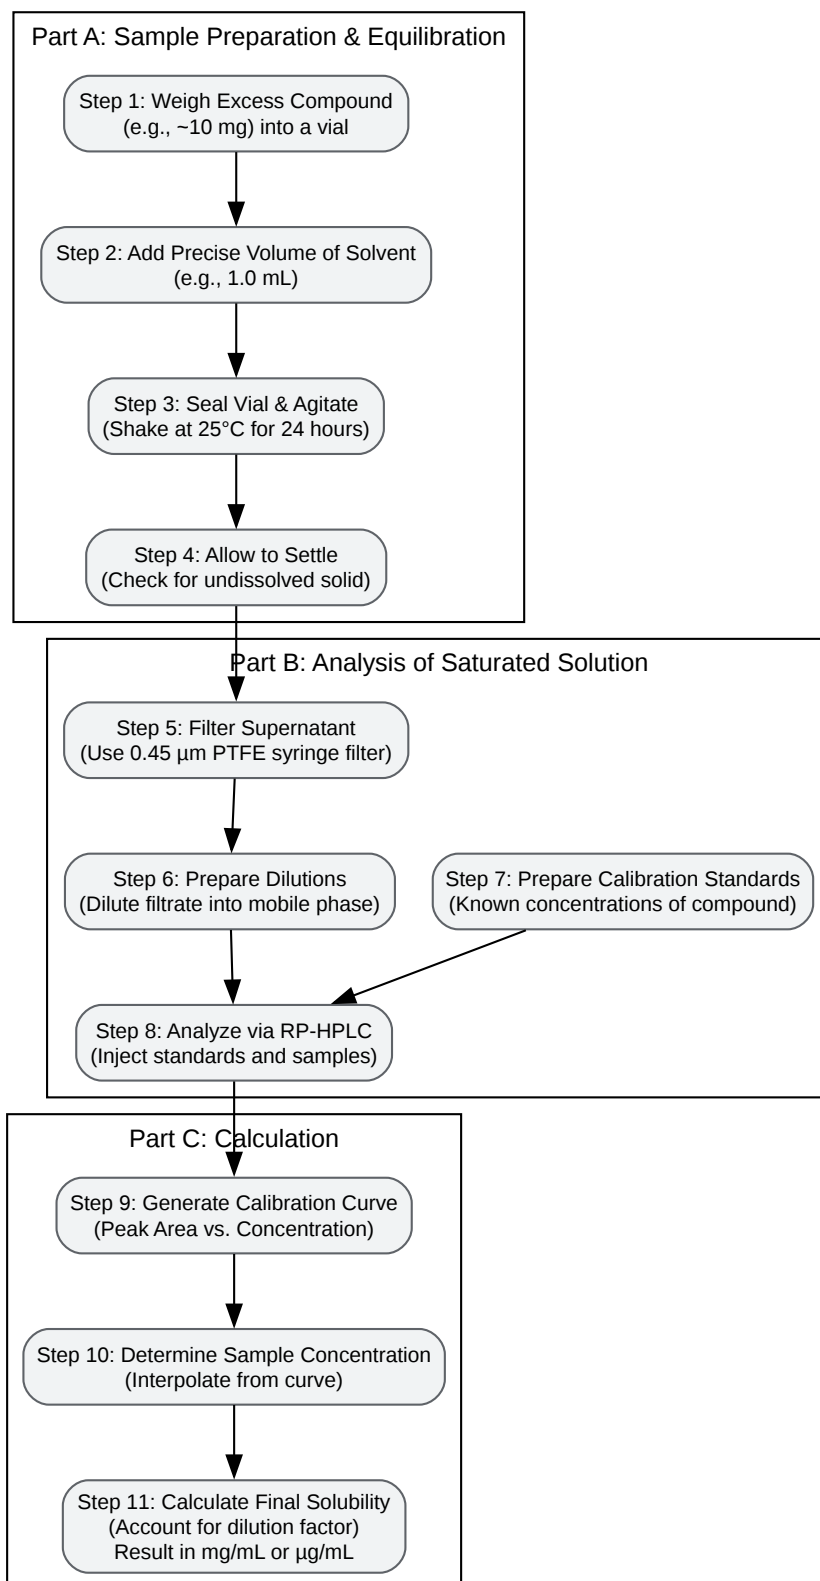 Part A: Sample Preparation & Equilibration
Step 1: Weigh Excess Compound
(e.g., ~10 mg) into a vial
Step 2: Add Precise Volume of Solvent
(e.g., 1.0 mL)
Step 3: Seal Vial & Agitate
(Shake at 25°C for 24 hours)
Step 4: Allow to Settle
(Check for undissolved solid)
Part B: Analysis of Saturated Solution
Step 5: Filter Supernatant
(Use 0.45 µm PTFE syringe filter)
Step 6: Prepare Dilutions
(Dilute filtrate into mobile phase)
Step 7: Prepare Calibration Standards
(Known concentrations of compound)
Step 8: Analyze via RP-HPLC
(Inject standards and samples)
Part C: Calculation
Step 9: Generate Calibration Curve
(Peak Area vs. Concentration)
Step 10: Determine Sample Concentration
(Interpolate from curve)
Step 11: Calculate Final Solubility
(Account for dilution factor)
Result in mg/mL or µg/mL